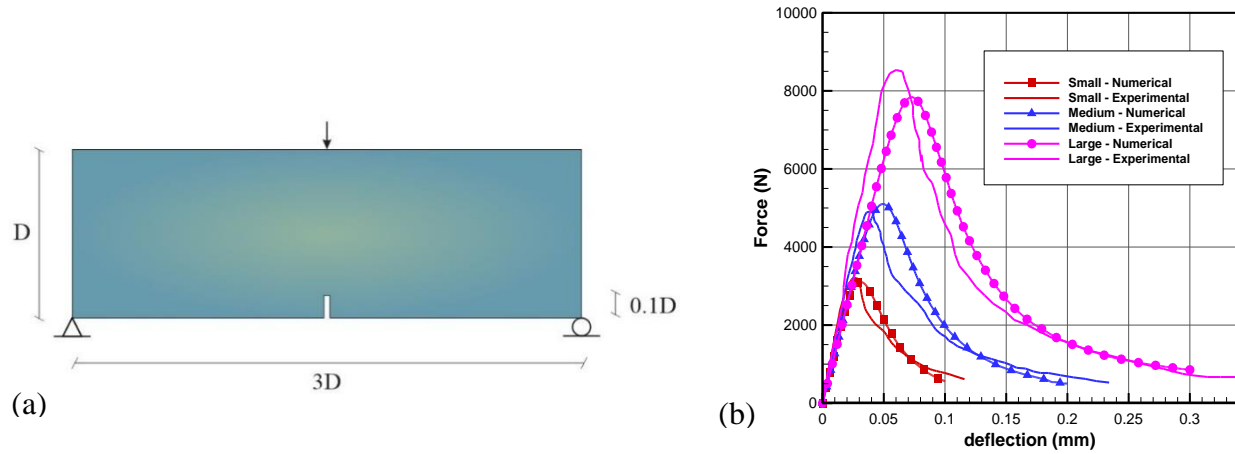 D
0.1D
3D
(a)
10000
8000
6000
4000
2000
0
Force (N)
Small - Numerical
Small - Experimental
Medium - Numerical
Medium - Experimental
Large - Numerical
Large - Experimental
0 0.05 0.1 0.15 0.2 0.25 0.3
deflection (mm)
(b)